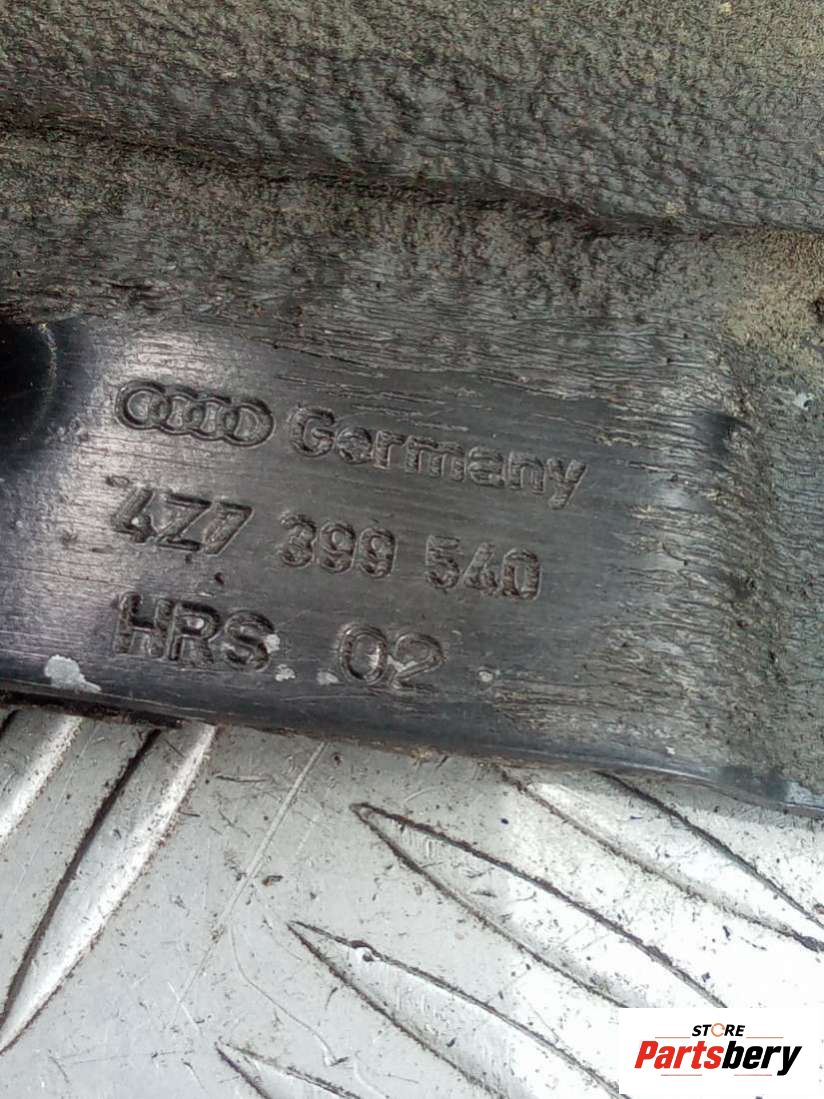 Germany
4Z7 399 540
HRS 02
STORE
Partsbery